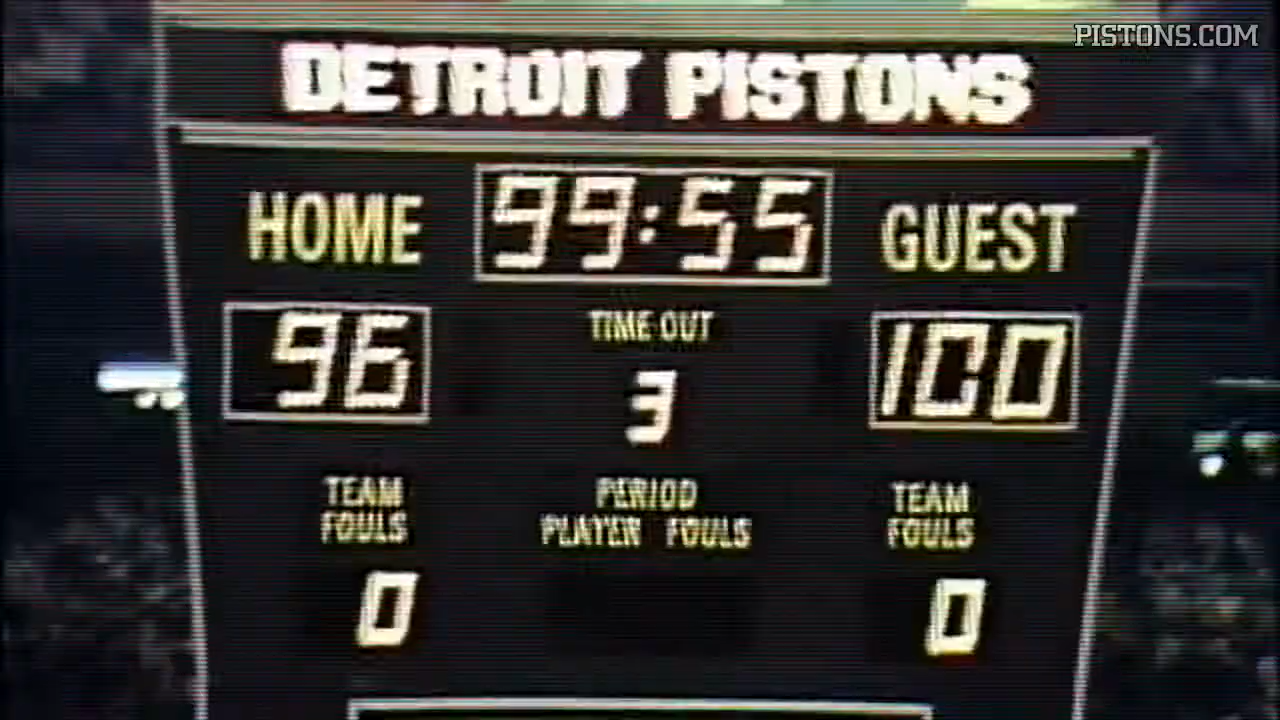 PISTONS.COM
DETROIT PISTONS
HOME 99:55 GUEST
TIME OUT
96 3 100
TEAM FOULS
PERIOD
PLAYER FOULS
TEAM FOULS
0 0